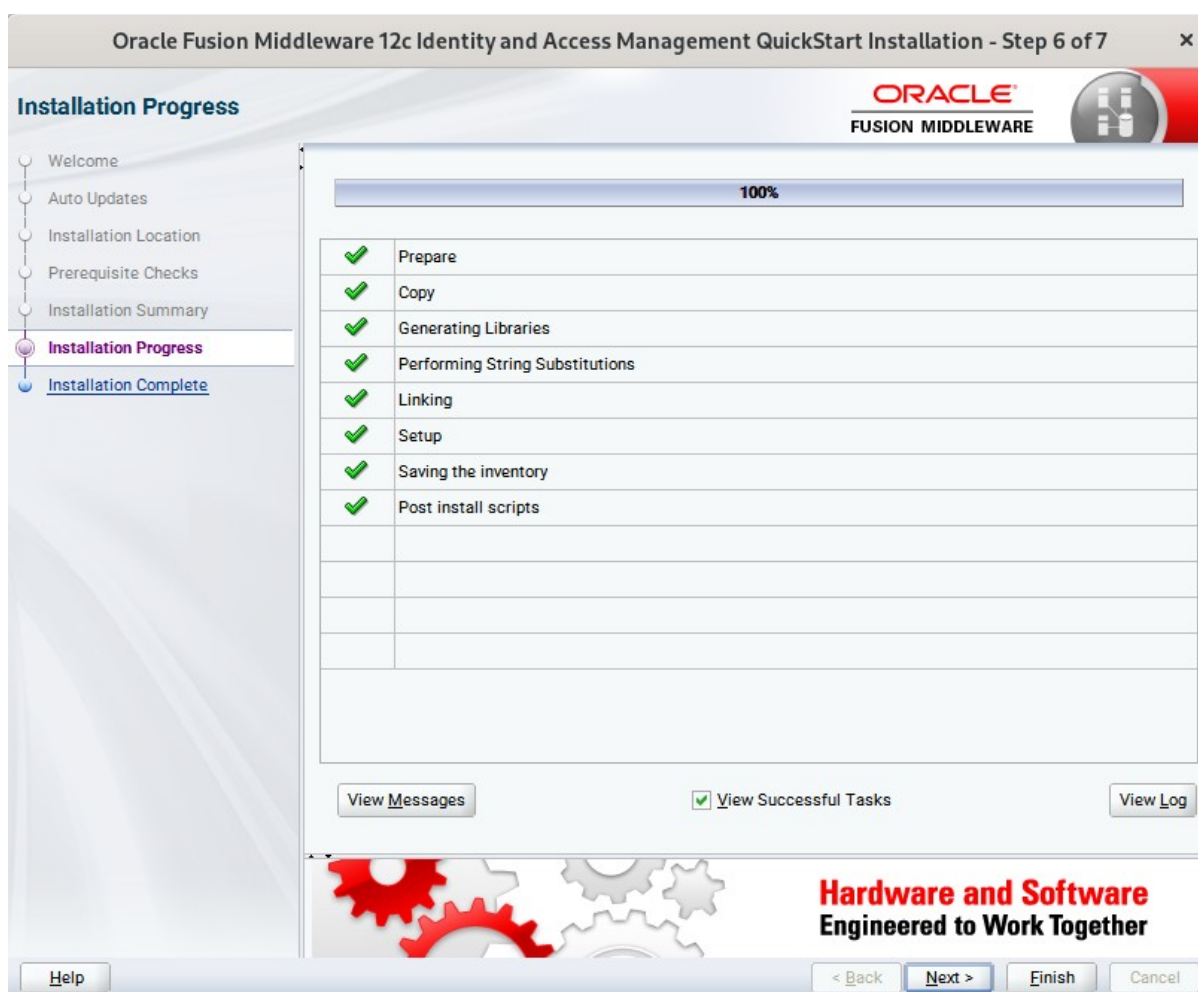 Oracle Fusion Middleware 12c Identity and Access Management QuickStart Installation - Step 6 of 7
Installation Progress
ORACLE
FUSION MIDDLEWARE
Welcome
Auto Updates
Installation Location
Prerequisite Checks
Installation Summary
Installation Progress
Installation Complete
100%
Prepare
Copy
Generating Libraries
Performing String Substitutions
Linking
Setup
Saving the inventory
Post install scripts
View Messages
View Successful Tasks
View Log
Hardware and Software
Engineered to Work Together
Help
< Back
Next >
Finish
Cancel